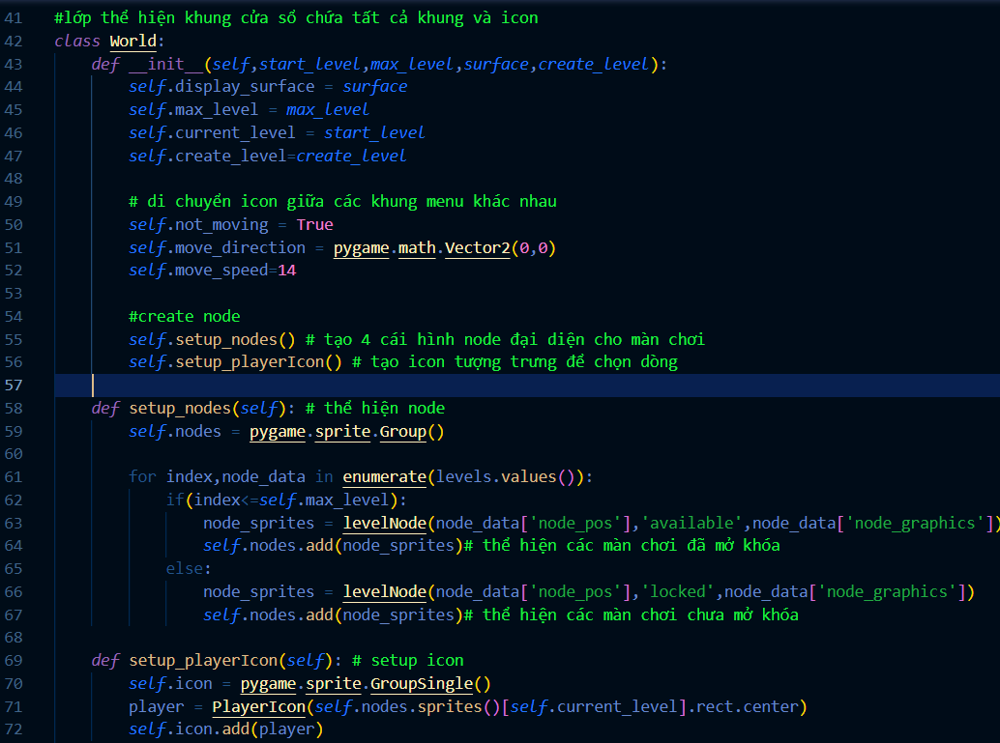 41 #lớp thể hiện khung cửa sổ chứa tất cả khung và icon
42 class World:
43     def __init__(self,start_level,max_level,surface,create_level):
44         self.display_surface = surface
45         self.max_level = max_level
46         self.current_level = start_level
47         self.create_level=create_level
48
49         # di chuyển icon giữa các khung menu khác nhau
50         self.not_moving = True
51         self.move_direction = pygame.math.Vector2(0,0)
52         self.move_speed=14
53
54         #create node
55         self.setup_nodes() # tạo 4 cái hình node đại diện cho màn chơi
56         self.setup_playerIcon() # tạo icon tượng trưng để chọn dòng
57
58     def setup_nodes(self): # thể hiện node
59         self.nodes = pygame.sprite.Group()
60
61         for index,node_data in enumerate(levels.values()):
62             if(index<=self.max_level):
63                 node_sprites = levelNode(node_data['node_pos'],'available',node_data['node_graphics'])
64                 self.nodes.add(node_sprites)# thể hiện các màn chơi đã mở khóa
65             else:
66                 node_sprites = levelNode(node_data['node_pos'],'locked',node_data['node_graphics'])
67                 self.nodes.add(node_sprites)# thể hiện các màn chơi chưa mở khóa
68
69     def setup_playerIcon(self): # setup icon
70         self.icon = pygame.sprite.GroupSingle()
71         player = PlayerIcon(self.nodes.sprites()[self.current_level].rect.center)
72         self.icon.add(player)